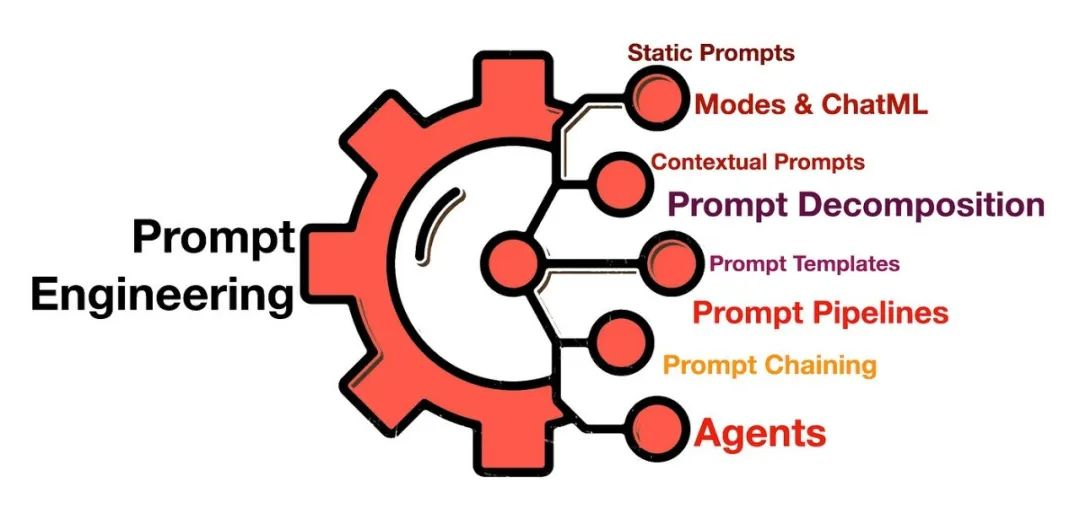 Prompt
Engineering
Static Prompts
Modes & ChatML
Contextual Prompts
Prompt Decomposition
Prompt Templates
Prompt Pipelines
Prompt Chaining
Agents